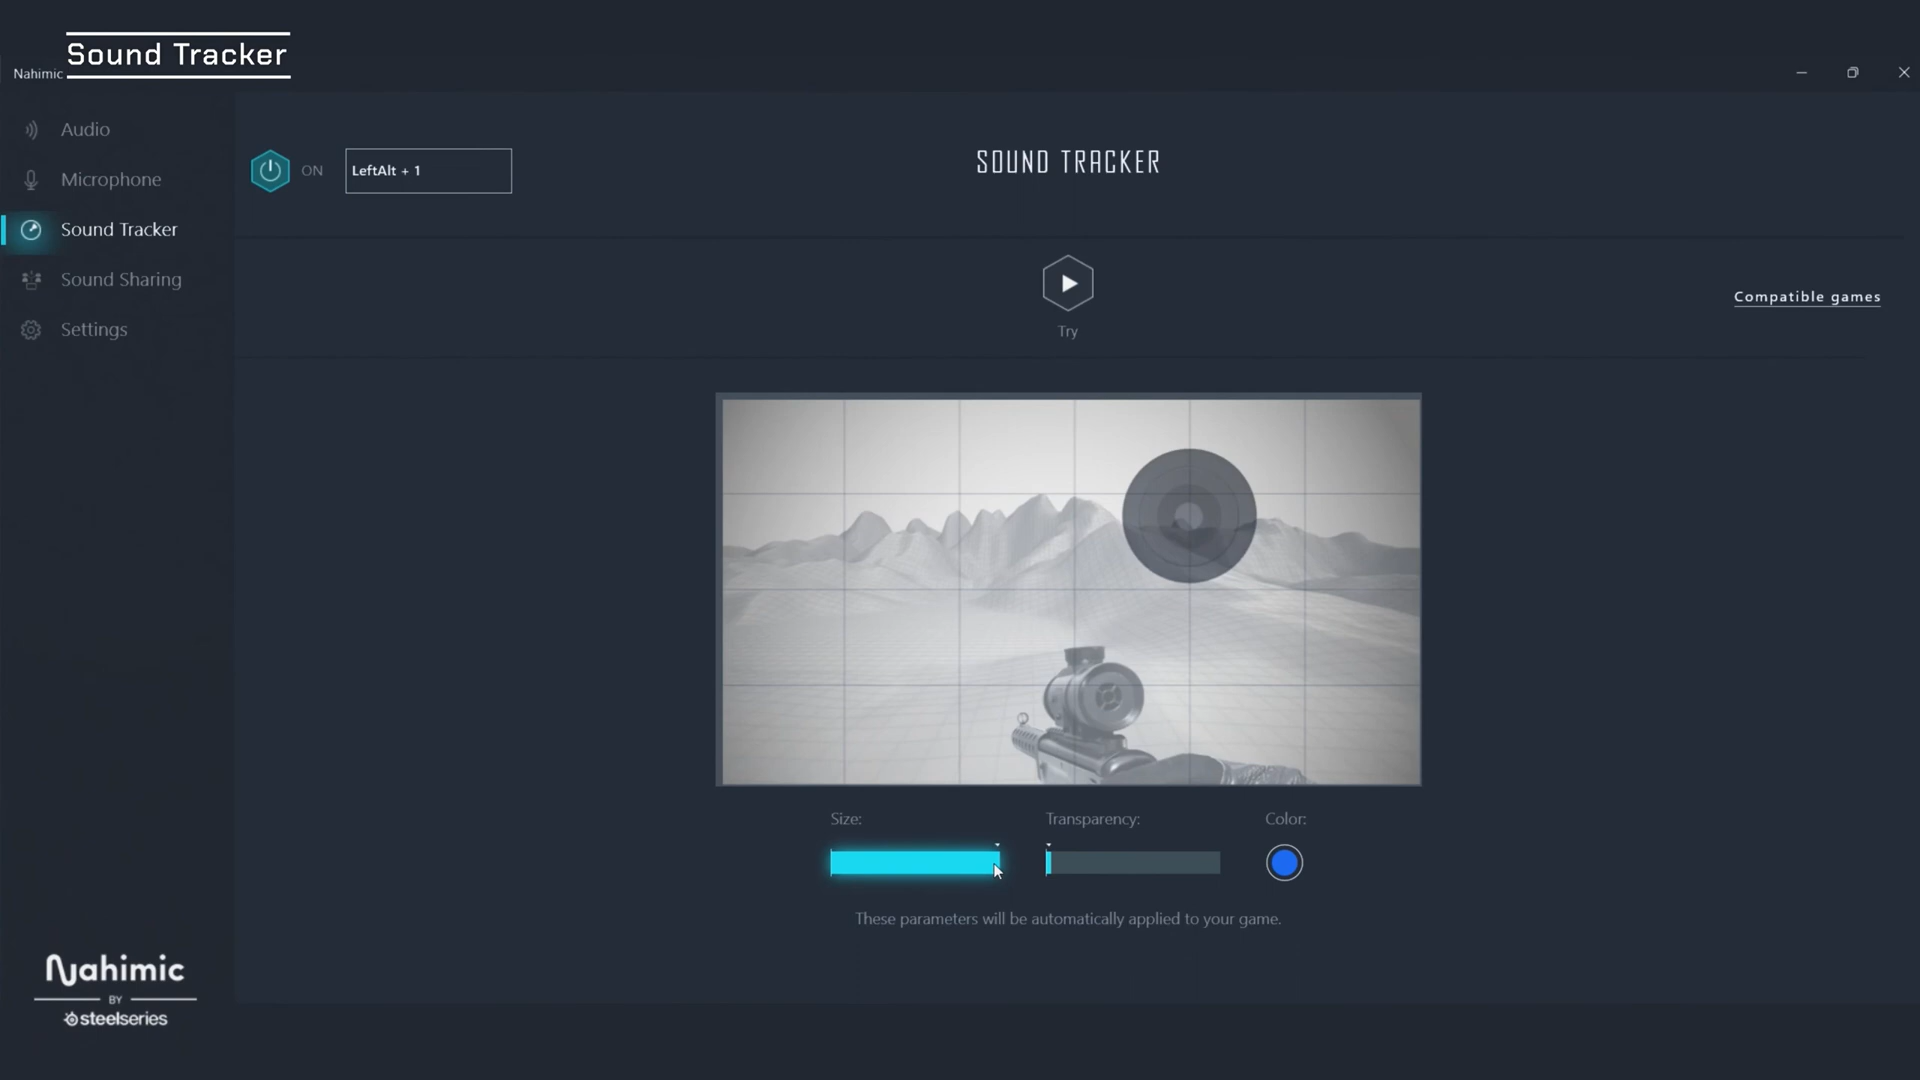 Sound Tracker
Nahimic
Audio
Microphone
Sound Tracker
Sound Sharing
Settings
ON
LeftAlt + 1
SOUND TRACKER
Try
Compatible games
Size:
Transparency:
Color:
These parameters will be automatically applied to your game.
Nahimic
BY
steelseries